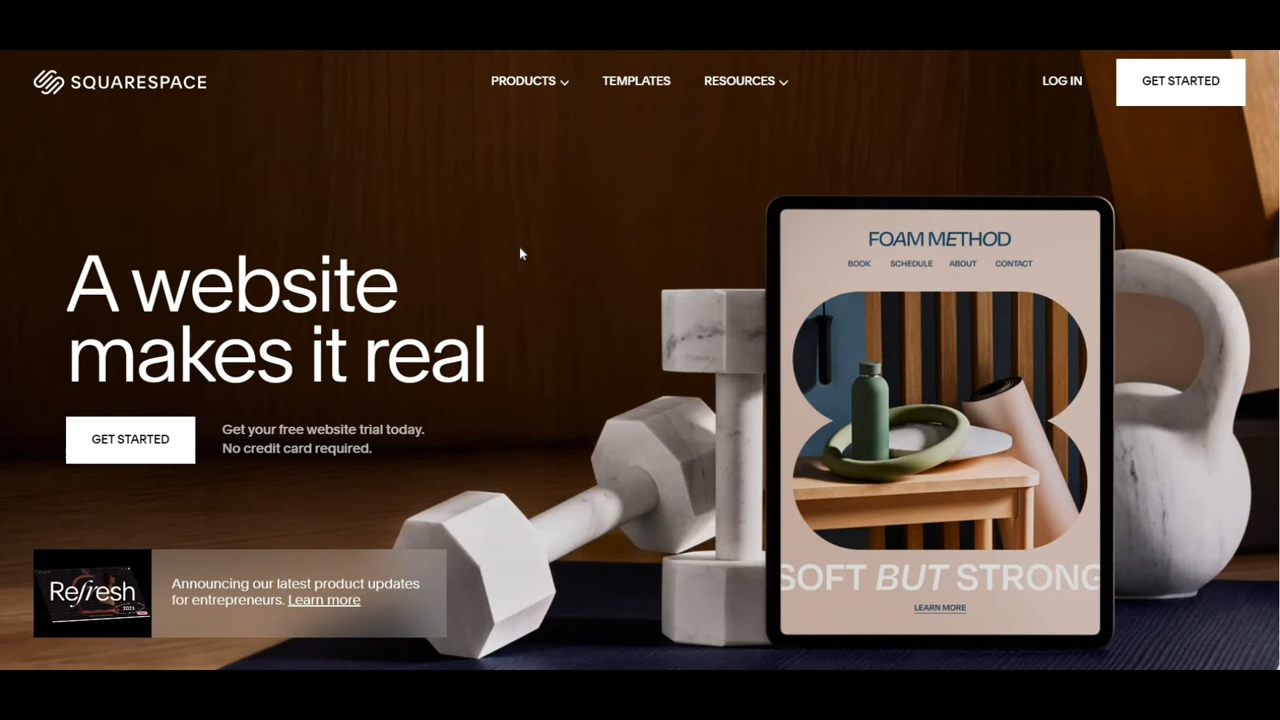 SQUARESPACE
PRODUCTS
TEMPLATES
RESOURCES
LOG IN
GET STARTED
A website
makes it real
GET STARTED
Get your free website trial today.
No credit card required.
Refresh
2023
Announcing our latest product updates
for entrepreneurs. Learn more
FOAM METHOD
BOOK
SCHEDULE
ABOUT
CONTACT
SOFT BUT STRONG
LEARN MORE